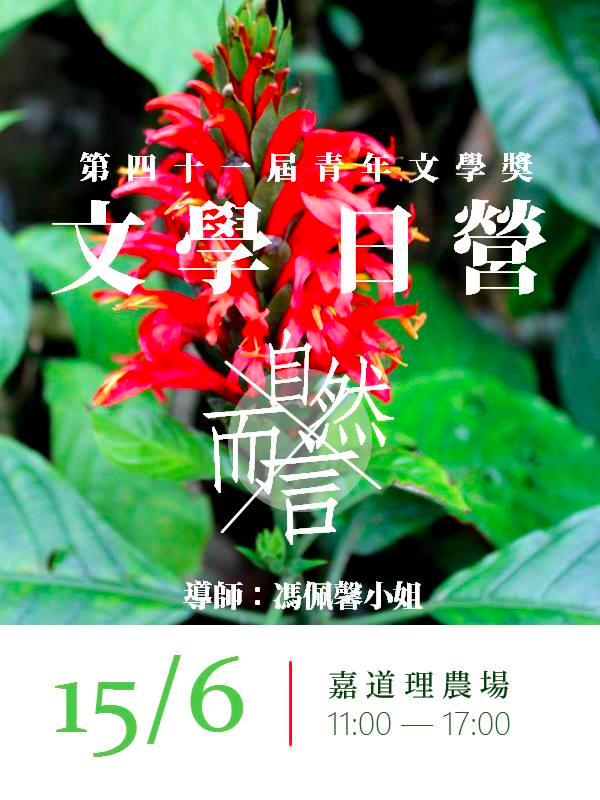 第四十一屆青年文學獎
文學日營
自然
而言
導師：馮佩馨小姐
15/6
嘉道理農場
11:00 — 17:00